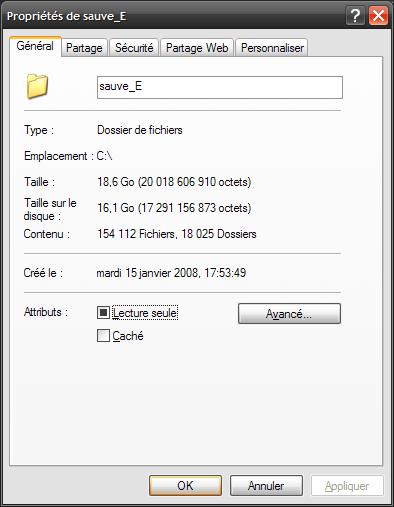 Propriétés de sauve_E
Général Partage Sécurité Partage Web Personnaliser
sauve_E
Type : Dossier de fichiers
Emplacement : C:\
Taille : 18,6 Go (20 018 606 910 octets)
Taille sur le disque : 16,1 Go (17 291 156 873 octets)
Contenu : 154 112 Fichiers, 18 025 Dossiers
Créé le : mardi 15 janvier 2008, 17:53:49
Attributs : Lecture seule Avancé...
Caché
OK Annuler Appliquer